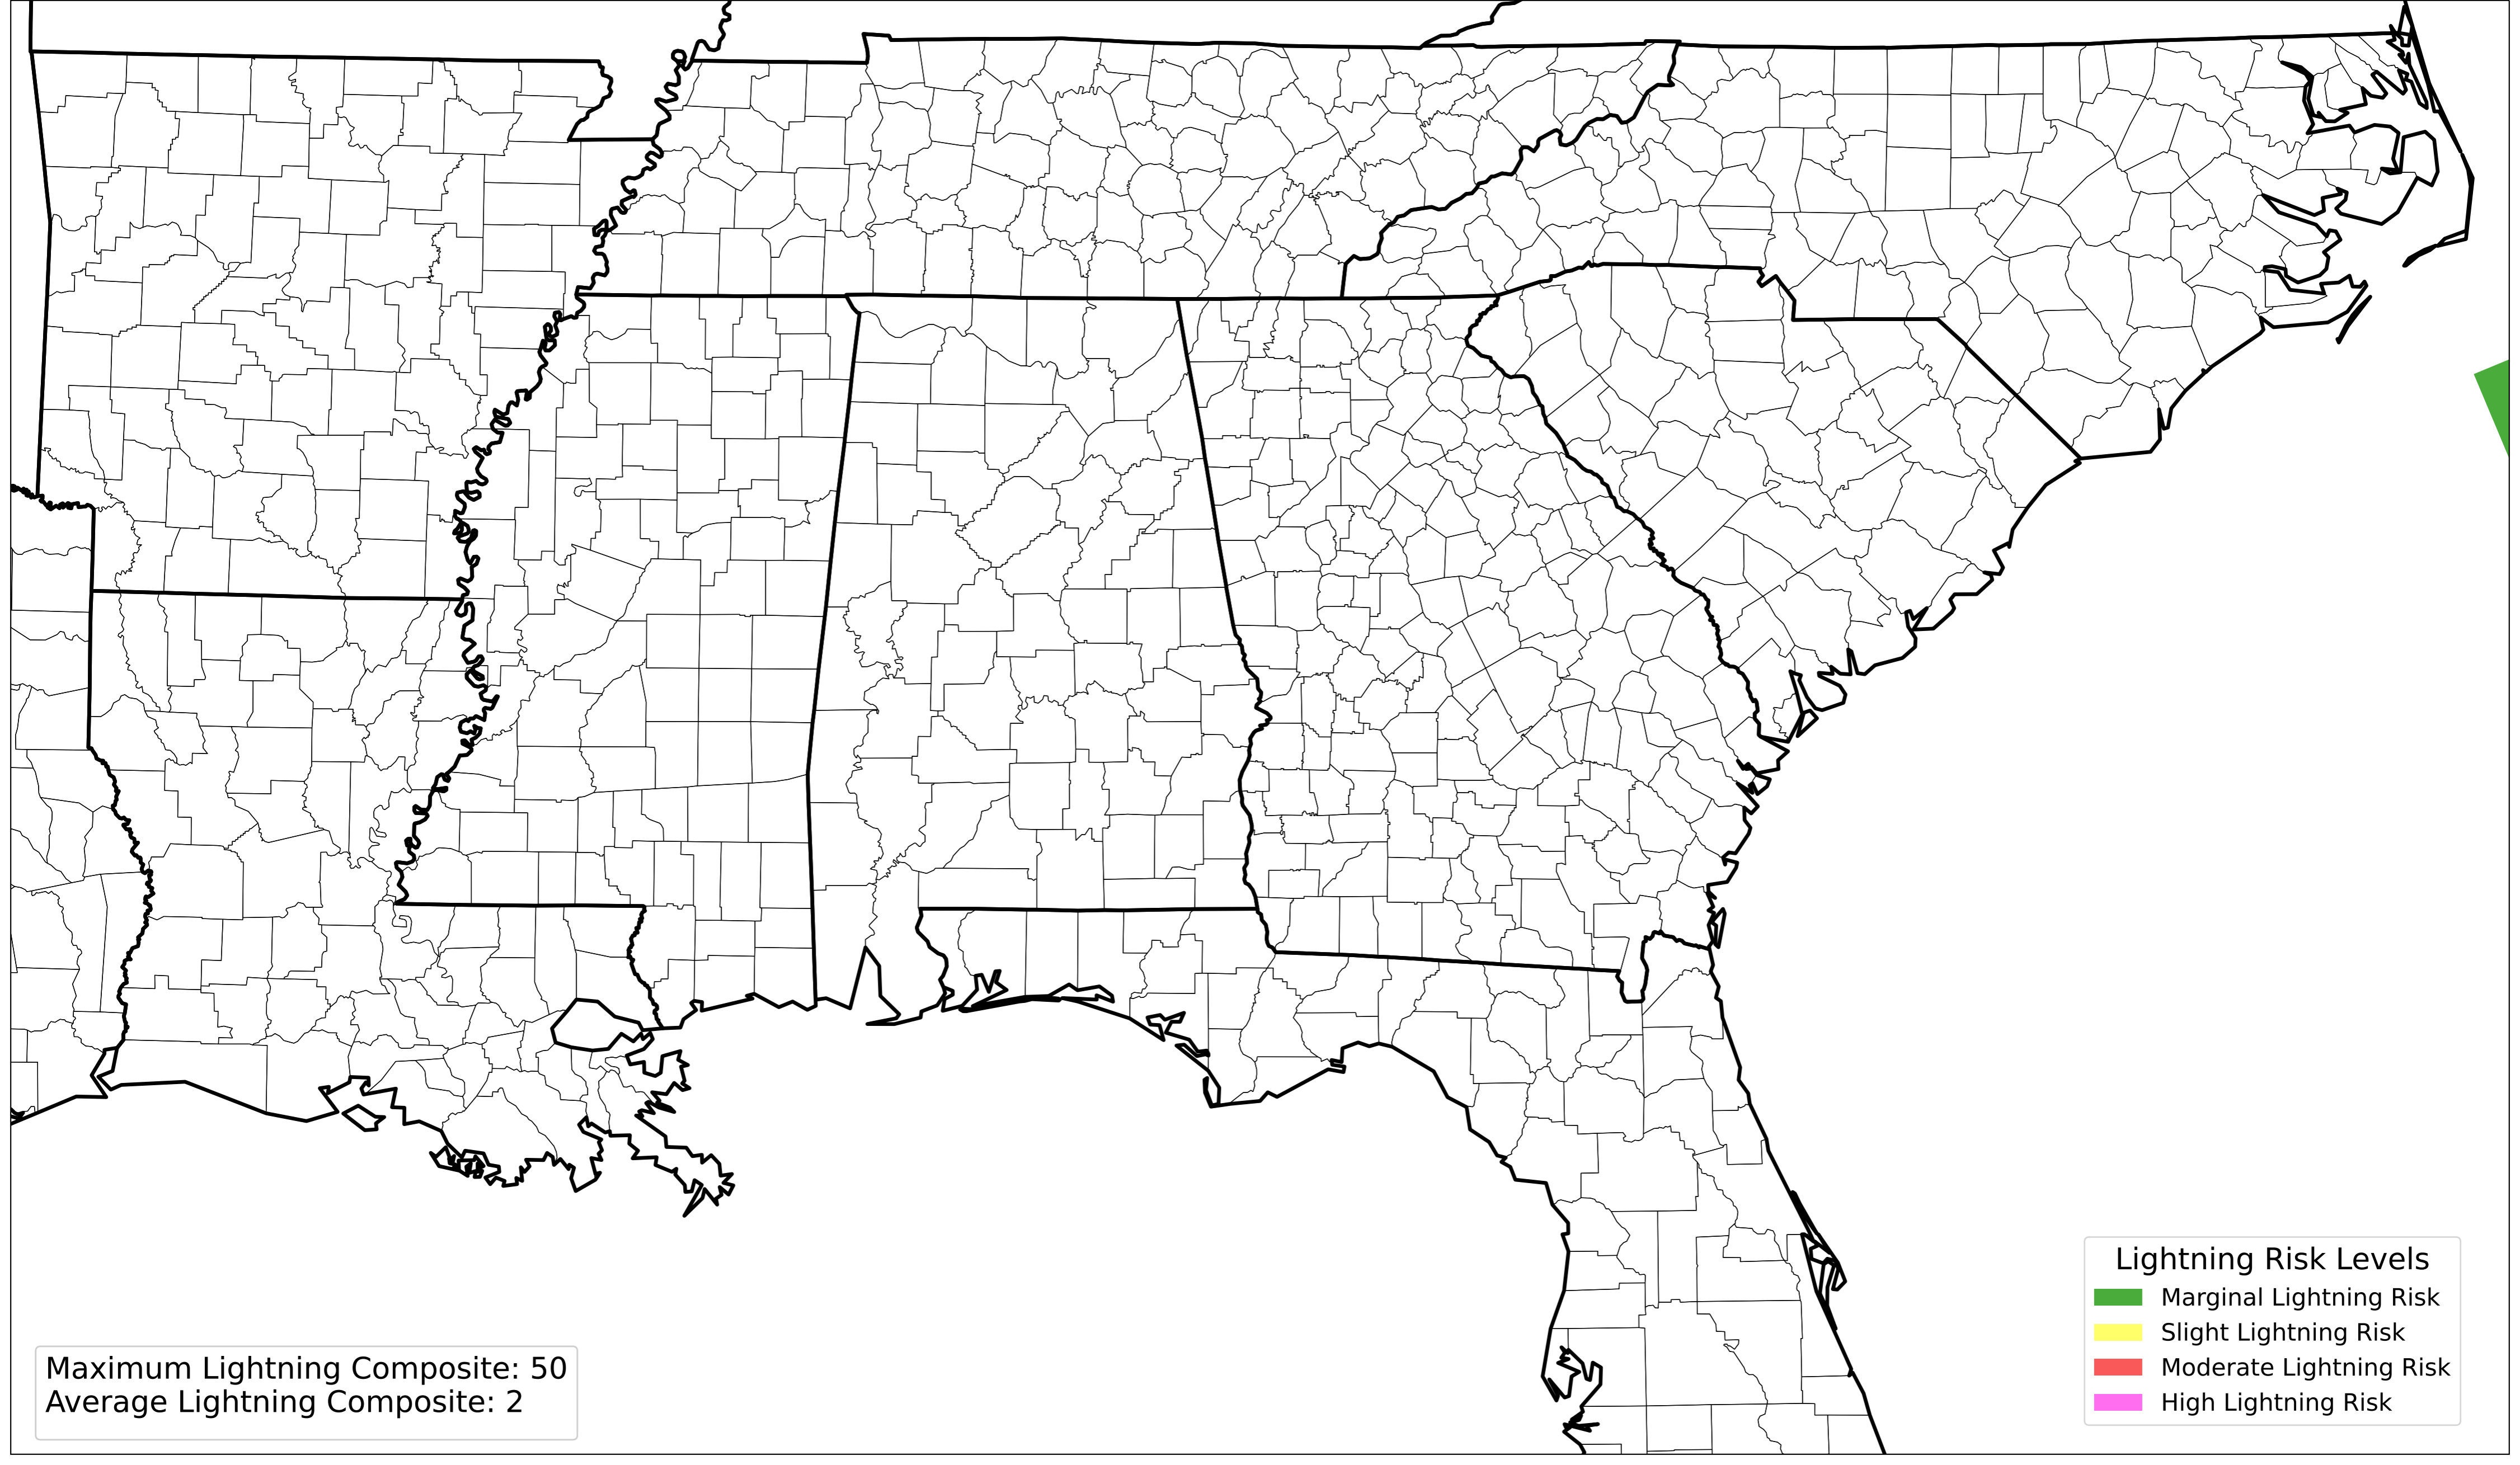 Lightning Risk Levels
Marginal Lightning Risk
Slight Lightning Risk
Moderate Lightning Risk
High Lightning Risk
Maximum Lightning Composite: 50
Average Lightning Composite: 2